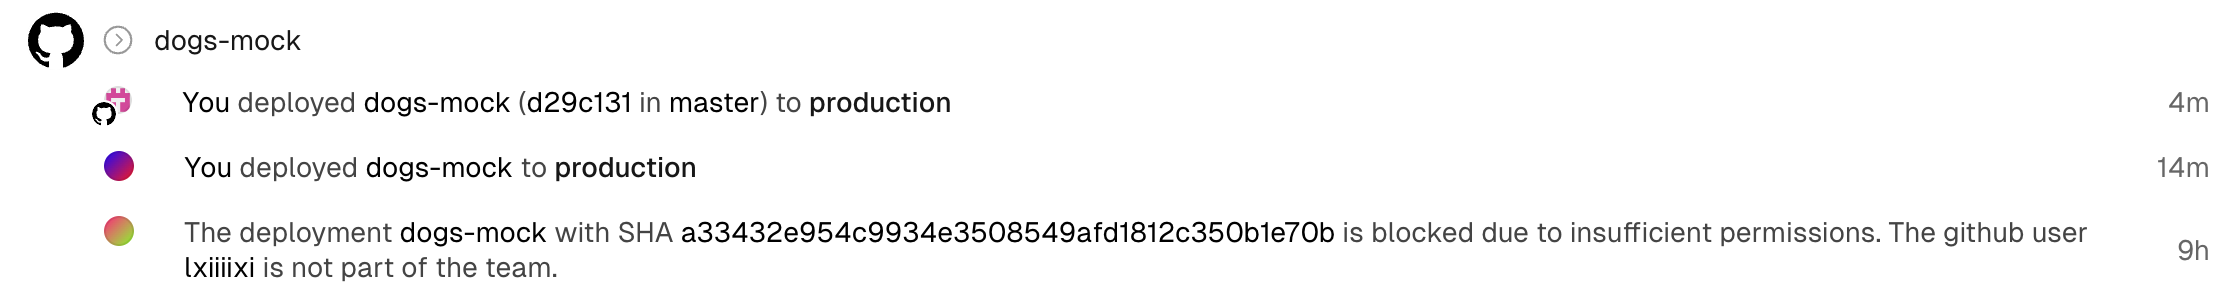 dogs-mock
You deployed dogs-mock (d29c131 in master) to production
4m
You deployed dogs-mock to production
14m
The deployment dogs-mock with SHA a33432e954c9934e3508549afd1812c350b1e70b is blocked due to insufficient permissions. The github user
lxiiiixi is not part of the team.
9h